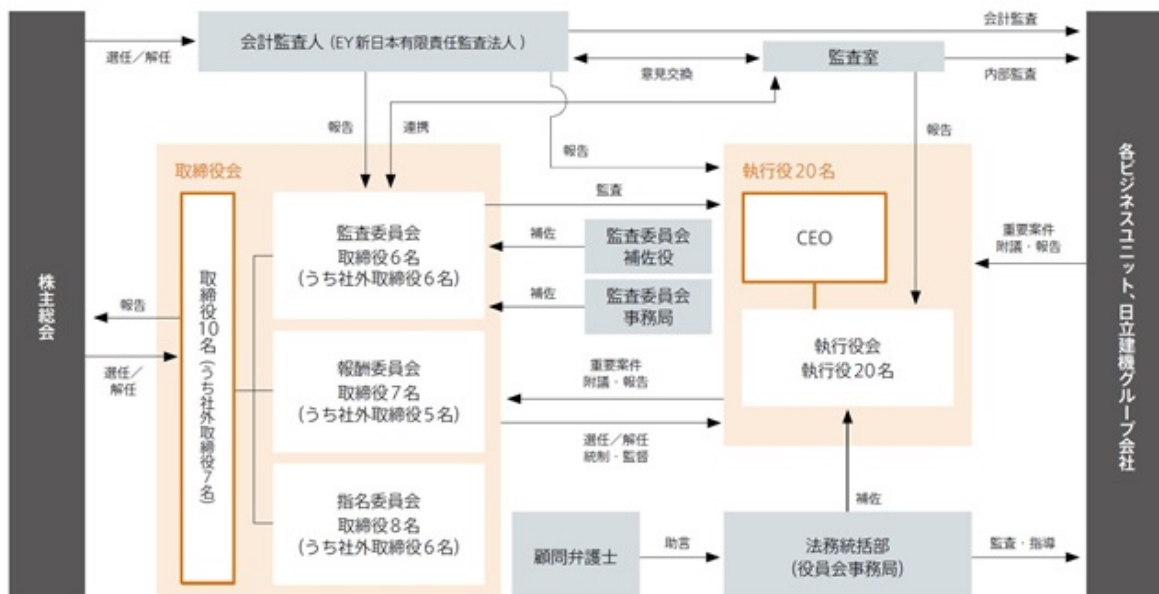 会計監査人 (EY新日本有限責任監査法人)
選任／解任
会計監査
意見交換
監査室
内部監査
報告
連携
報告
報告
取締役会
執行役20名
監査委員会
取締役6名
(うち社外取締役6名)
監査
補佐
監査委員会
補佐役
補佐
監査委員会
事務局
CEO
重要案件
附議・報告
株主総会
報告
選任／
解任
取締役10名(うち社外取締役7名)
報酬委員会
取締役7名
(うち社外取締役5名)
重要案件
附議・報告
選任／解任
統制・監督
執行役会
執行役20名
各ビジネスユニット、日立建機グループ会社
指名委員会
取締役8名
(うち社外取締役6名)
補佐
顧問弁護士
助言
法務統括部
(役員会事務局)
監査・指導